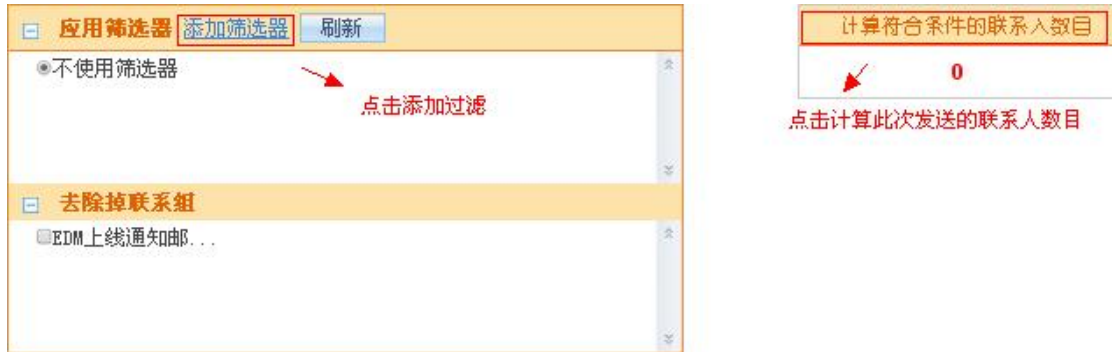 应用筛选器 添加筛选器 刷新
不使用筛选器
点击添加过滤
去除掉联系组
EDM上线通知邮...
计算符合条件的联系人数目
0
点击计算此次发送的联系人数目